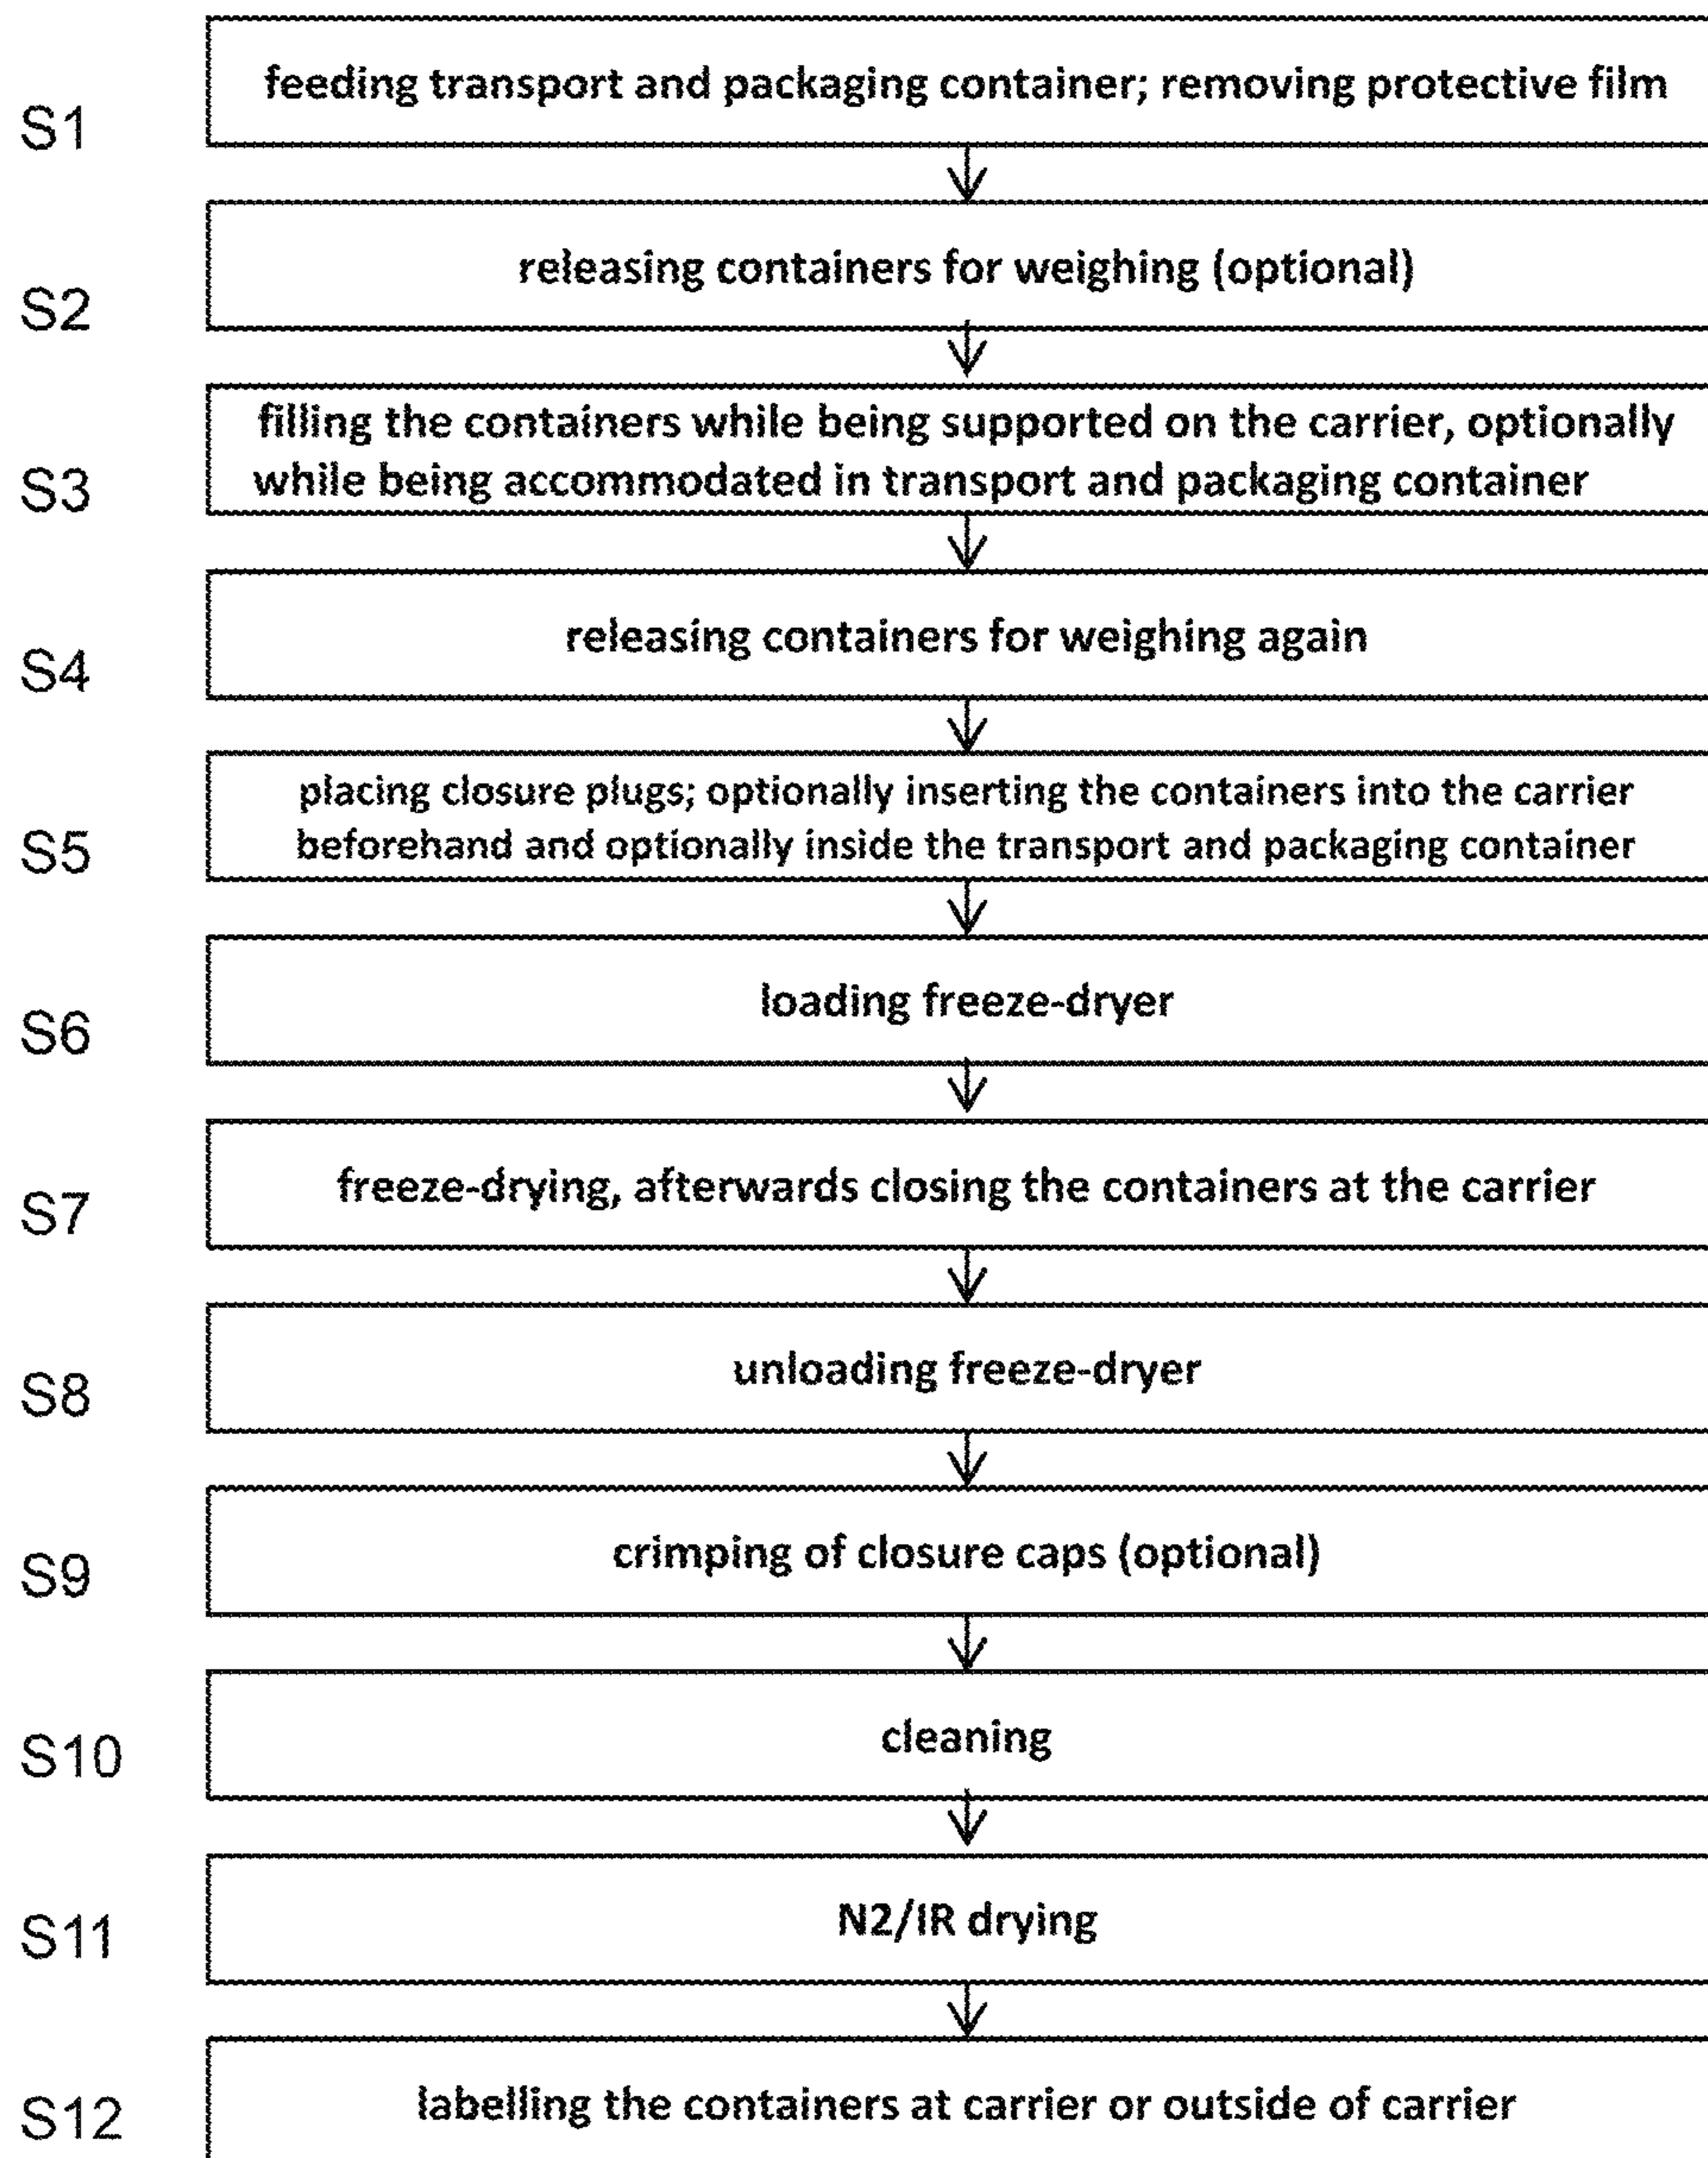 S1
feeding transport and packaging container; removing protective film
S2
releasing containers for weighing (optional)
S3
filling the containers while being supported on the carrier, optionally
while being accommodated in transport and packaging container
S4
releasing containers for weighing again
S5
placing closure plugs; optionally inserting the containers into the carrier
beforehand and optionally inside the transport and packaging container
S6
loading freeze-dryer
S7
freeze-drying, afterwards closing the containers at the carrier
S8
unloading freeze-dryer
S9
crimping of closure caps (optional)
S10
cleaning
S11
N2/IR drying
S12
labelling the containers at carrier or outside of carrier